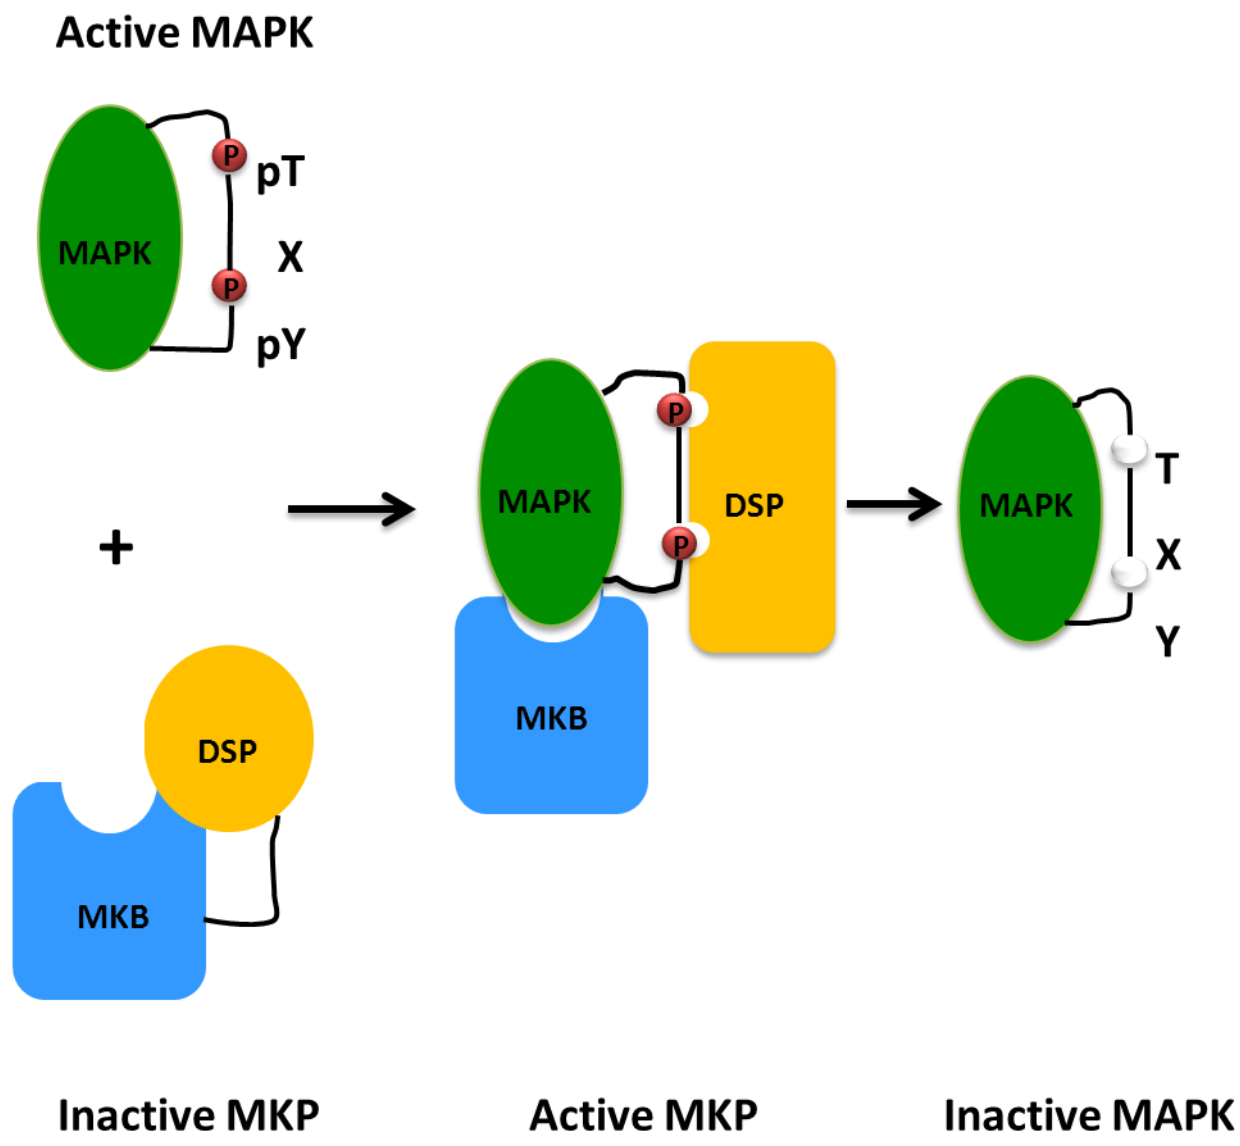 Active MAPK
P
pT
MAPK
X
P
pY
+
DSP
MKB
P
MAPK
DSP
P
MKB
T
MAPK
X
Y
Inactive MKP
Active MKP
Inactive MAPK